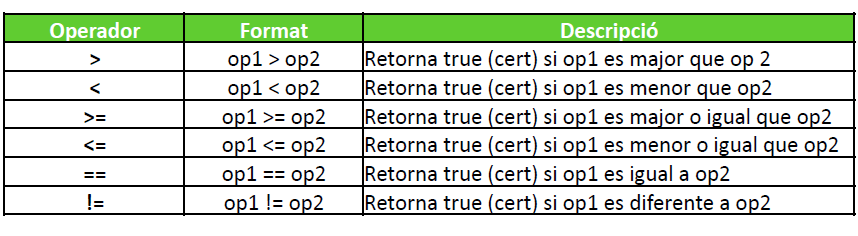 Operador Format Descripció
> op1 > op2 Retorna true (cert) si op1 es major que op 2
< op1 < op2 Retorna true (cert) si op1 es menor que op2
>= op1 >= op2 Retorna true (cert) si op1 es major o igual que op2
<= op1 <= op2 Retorna true (cert) si op1 es menor o igual que op2
== op1 == op2 Retorna true (cert) si op1 es igual a op2
!= op1 != op2 Retorna true (cert) si op1 es diferente a op2